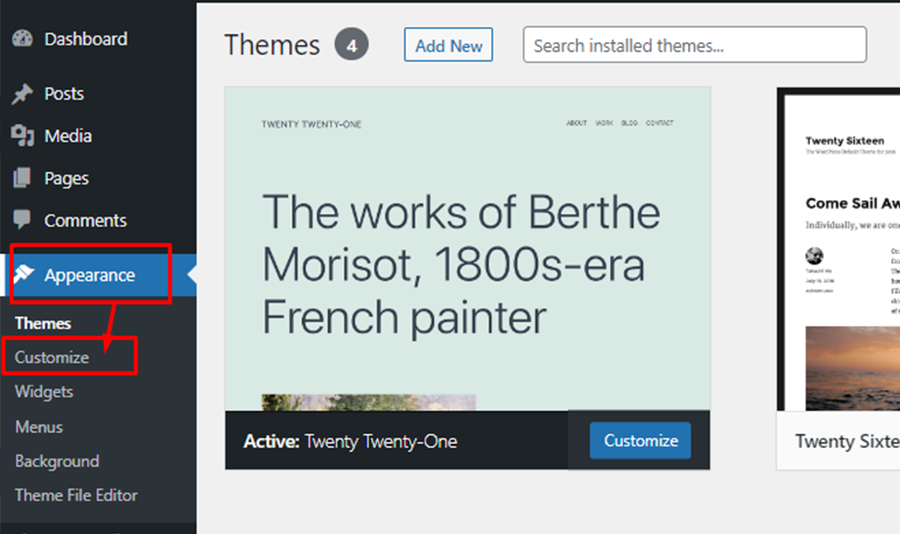 Dashboard
Posts
Media
Pages
Comments
Appearance
Themes
Customize
Widgets
Menus
Background
Theme File Editor
Themes 4 Add New Search installed themes...
TWENTY TWENTY-ONE ABOUT WORK BLOG CONTACT
The works of Berthe
Morisot, 1800s-era
French painter
Active: Twenty Twenty-One Customize
Twenty Sixteen
The WordPress Default Theme for 2016
Come Sail Aw
Individually, we are one
Twenty Sixte